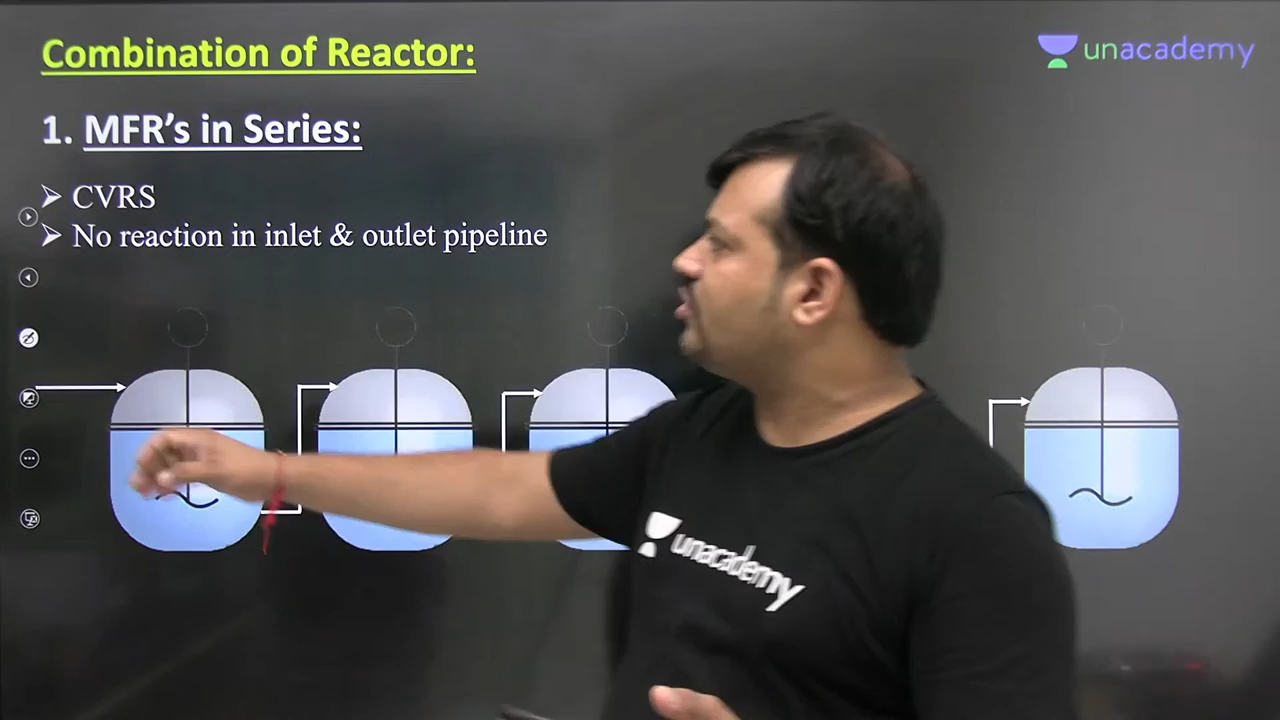 Combination of Reactor:
unacademy
1. MFR's in Series:
➢ CVRS
➢ No reaction in inlet & outlet pipeline
unacademy